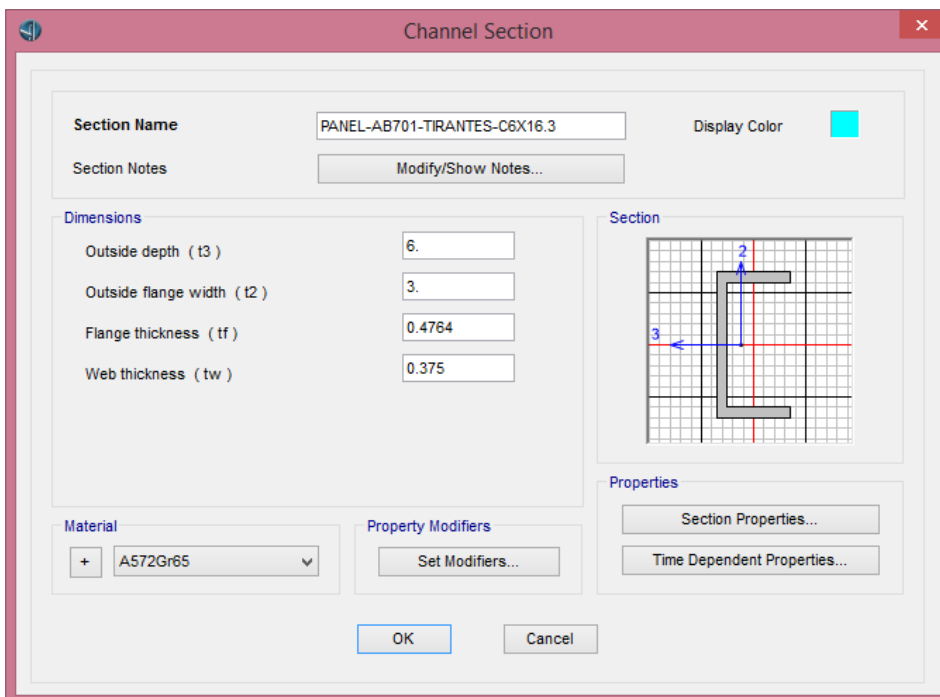 Channel Section
Section Name PANEL-AB701-TIRANTES-C6X16.3 Display Color
Section Notes Modify/Show Notes...
Dimensions
Outside depth ( t3 ) 6.
Outside flange width ( t2 ) 3.
Flange thickness ( tf ) 0.4764
Web thickness ( tw ) 0.375
Section
2
3
Material
+ A572Gr65
Property Modifiers
Set Modifiers...
Properties
Section Properties...
Time Dependent Properties...
OK Cancel